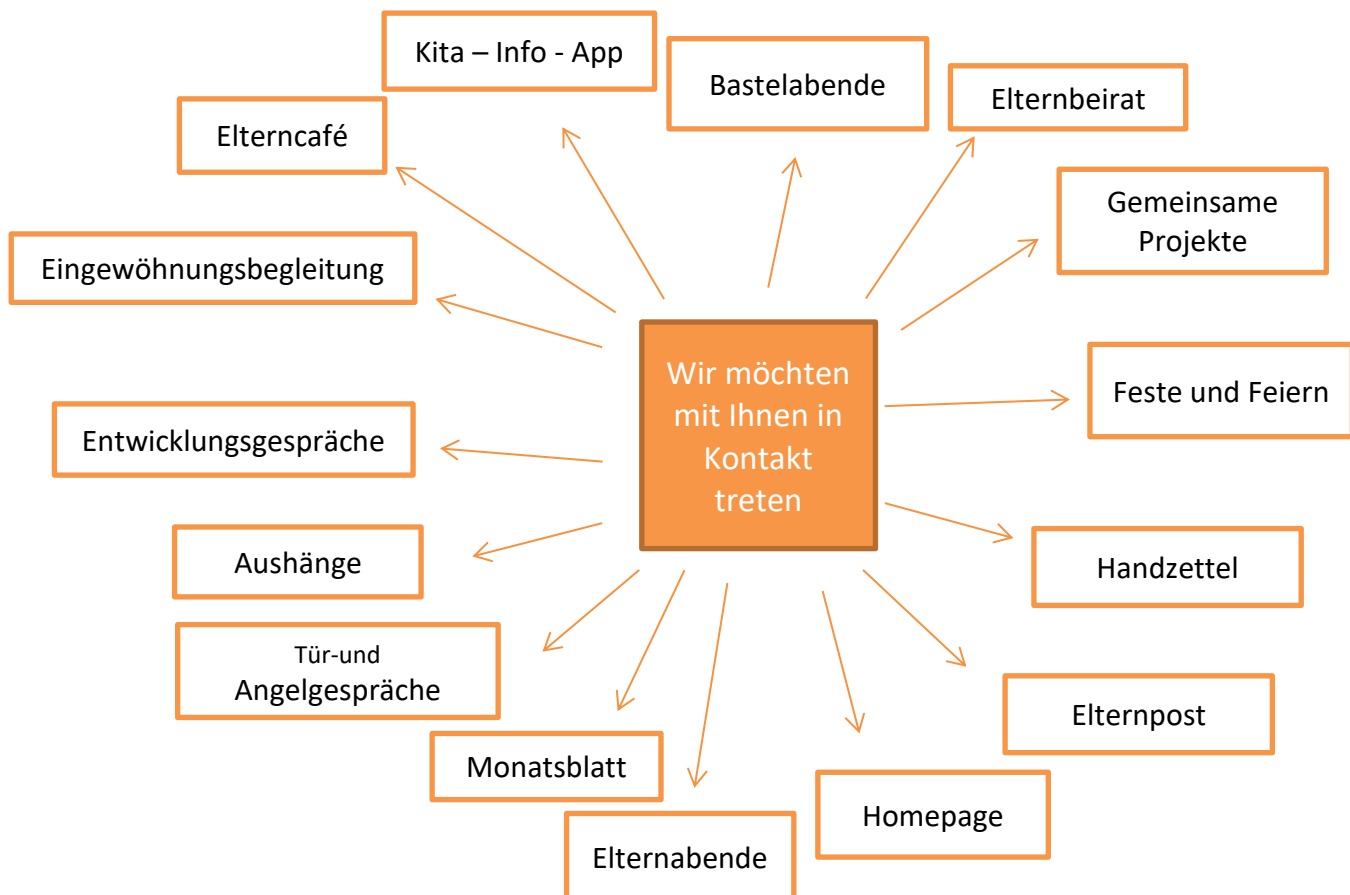 Kita – Info - App
Bastelabende
Elternbeirat
Elterncafé
Gemeinsame
Projekte
Eingewöhnungsbegleitung
Wir möchten
mit Ihnen in
Kontakt
treten
Feste und Feiern
Entwicklungsgespräche
Aushänge
Handzettel
Tür-und
Angelgespräche
Elternpost
Monatsblatt
Homepage
Elternabende